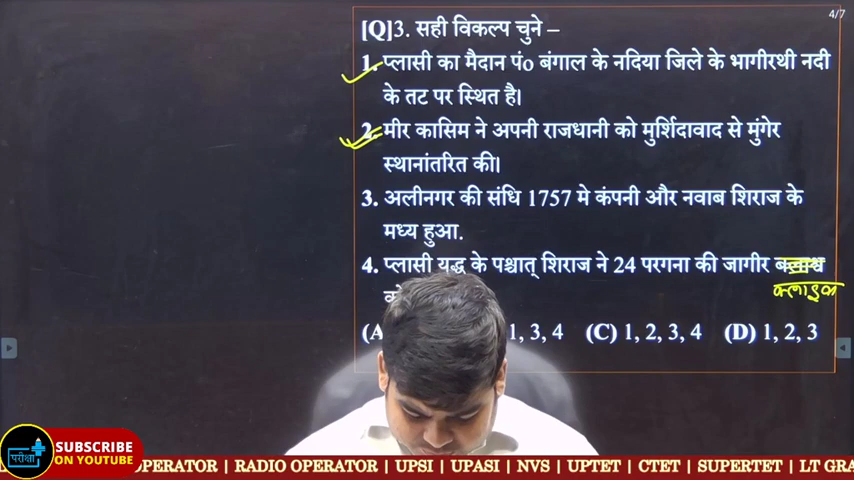 4/7
[Q]3. सही विकल्प चुने –
1. प्लासी का मैदान पंo बंगाल के नदिया जिले के भागीरथी नदी
के तट पर स्थित है।
2. मीर कासिम ने अपनी राजधानी को मुर्शिदावाद से मुंगेर
स्थानांतरित की।
3. अलीनगर की संधि 1757 मे कंपनी और नवाब शिराज के
मध्य हुआ.
4. प्लासी यद्ध के पश्चात् शिराज ने 24 परगना की जागीर
क्लाइव
1, 3, 4 (C) 1, 2, 3, 4 (D) 1, 2, 3
परीक्षा
SUBSCRIBE
ON YOUTUBE
OPERATOR | RADIO OPERATOR | UPSI | UPASI | NVS | UPTET | CTET | SUPERTET | LT GRA